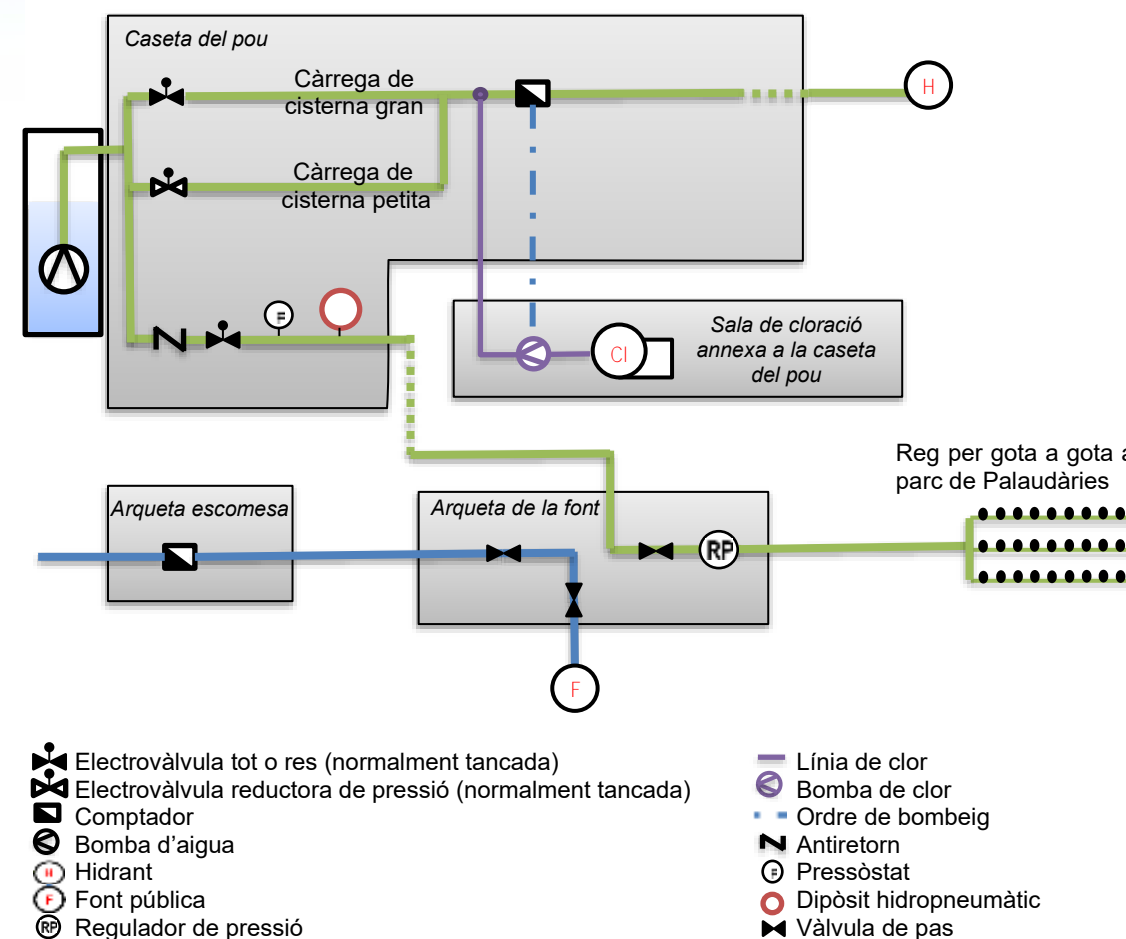 Caseta del pou
Càrrega de
cisterna gran
H
Càrrega de
cisterna petita
F
Sala de cloració
annexa a la caseta
del pou
Cl
Reg per gota a gota a
parc de Palaudàries
Arqueta escomesa
Arqueta de la font
RP
F
Electrovàlvula tot o res (normalment tancada)
Electrovàlvula reductora de pressió (normalment tancada)
Comptador
Bomba d'aigua
H Hidrant
F Font pública
RP Regulador de pressió
Línia de clor
Bomba de clor
Ordre de bombeig
Antiretorn
F Pressòstat
Dipòsit hidropneumàtic
Vàlvula de pas